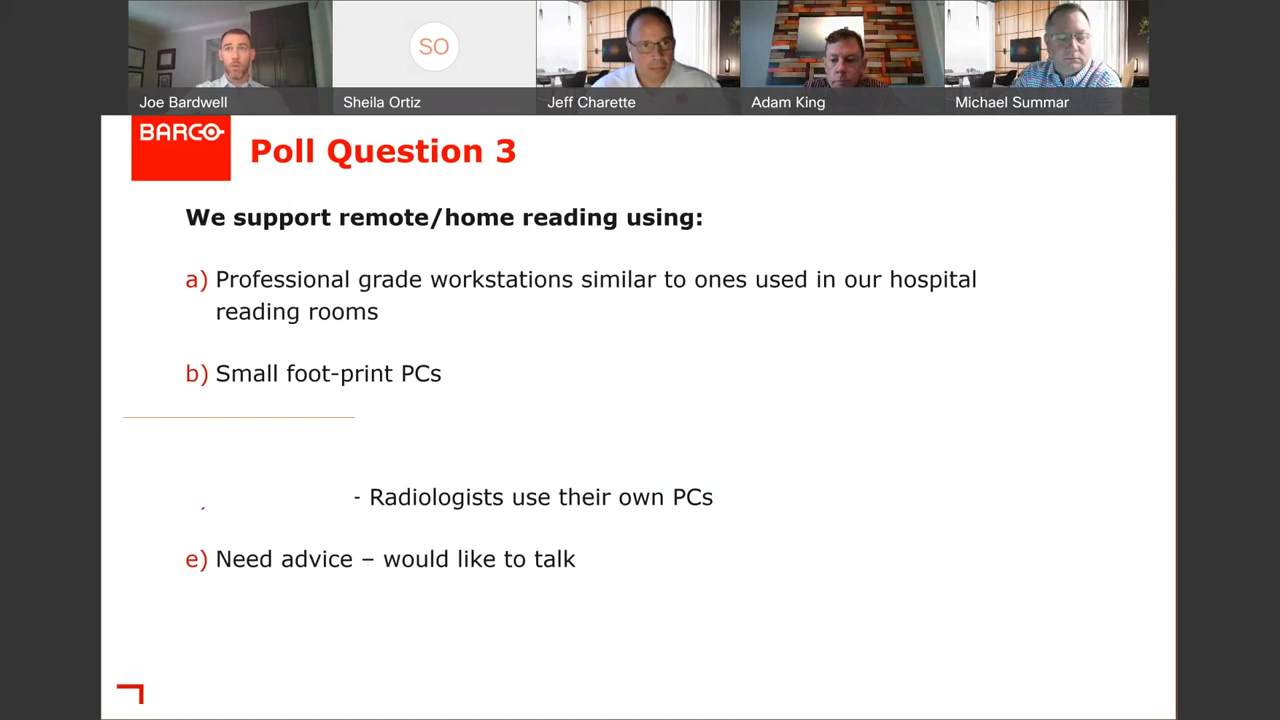 Joe Bardwell
SO
Sheila Ortiz
Jeff Charette
Adam King
Michael Summar
BARCO
Poll Question 3
We support remote/home reading using:
a) Professional grade workstations similar to ones used in our hospital
reading rooms
b) Small foot-print PCs
- Radiologists use their own PCs
e) Need advice – would like to talk